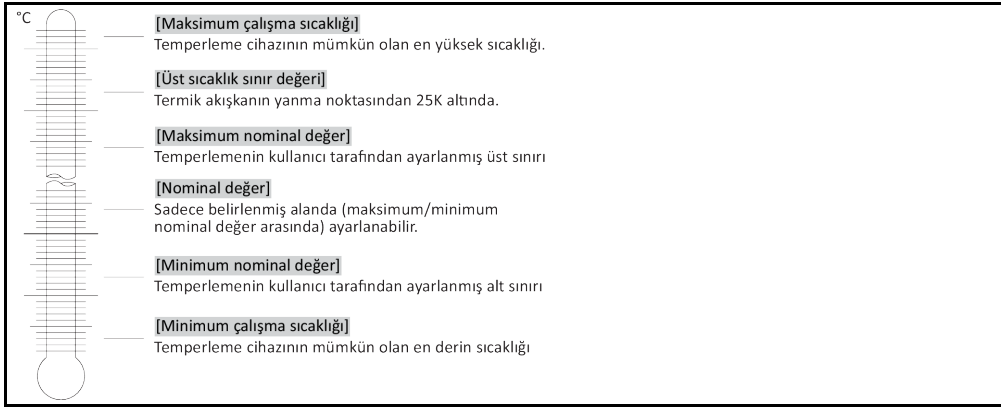 °C
[Maksimum çalışma sıcaklığı]
Temperleme cihazının mümkün olan en yüksek sıcaklığı.
[Üst sıcaklık sınır değeri]
Termik akışkanın yanma noktasından 25K altında.
[Maksimum nominal değer]
Temperlemenin kullanıcı tarafından ayarlanmış üst sınırı
[Nominal değer]
Sadece belirlenmiş alanda (maksimum/minimum
nominal değer arasında) ayarlanabilir.
[Minimum nominal değer]
Temperlemenin kullanıcı tarafından ayarlanmış alt sınırı
[Minimum çalışma sıcaklığı]
Temperleme cihazının mümkün olan en derin sıcaklığı